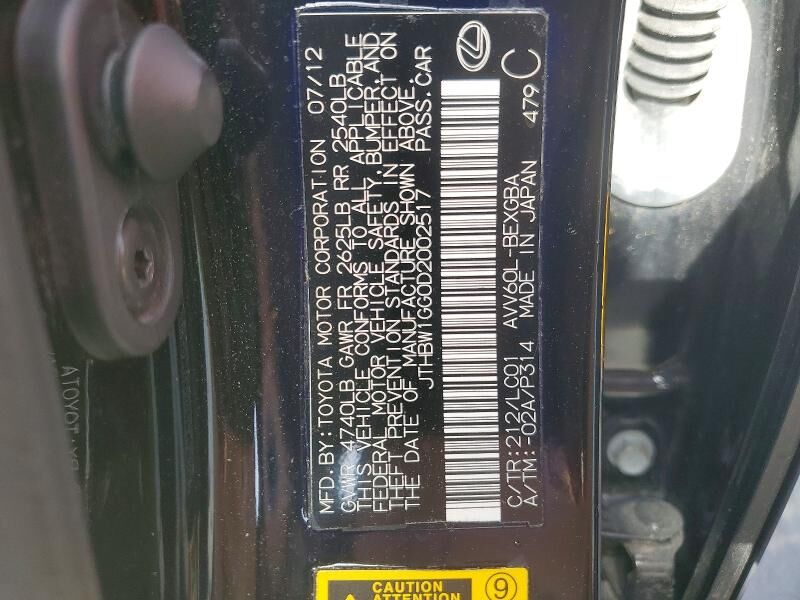 MFD.BY:TOYOTA MOTOR CORPORATION 07/12
GVWR 4740LB GAWR FR 2625LB RR 2540LB
THIS VEHICLE CONFORMS TO ALL APPLICABLE
FEDERAL MOTOR VEHICLE SAFETY,BUMPER,AND
THEFT PREVENTION STANDARDS IN EFFECT ON
THE DATE OF MANUFACTURE SHOWN ABOVE.
JTHBW1GG0D2002517 PASS.CAR
479 C
C/TR:212/LC01 AVV60L-BEXGBA
A/TM:-02A/P314 MADE IN JAPAN
CAUTION
ATTENTION
9